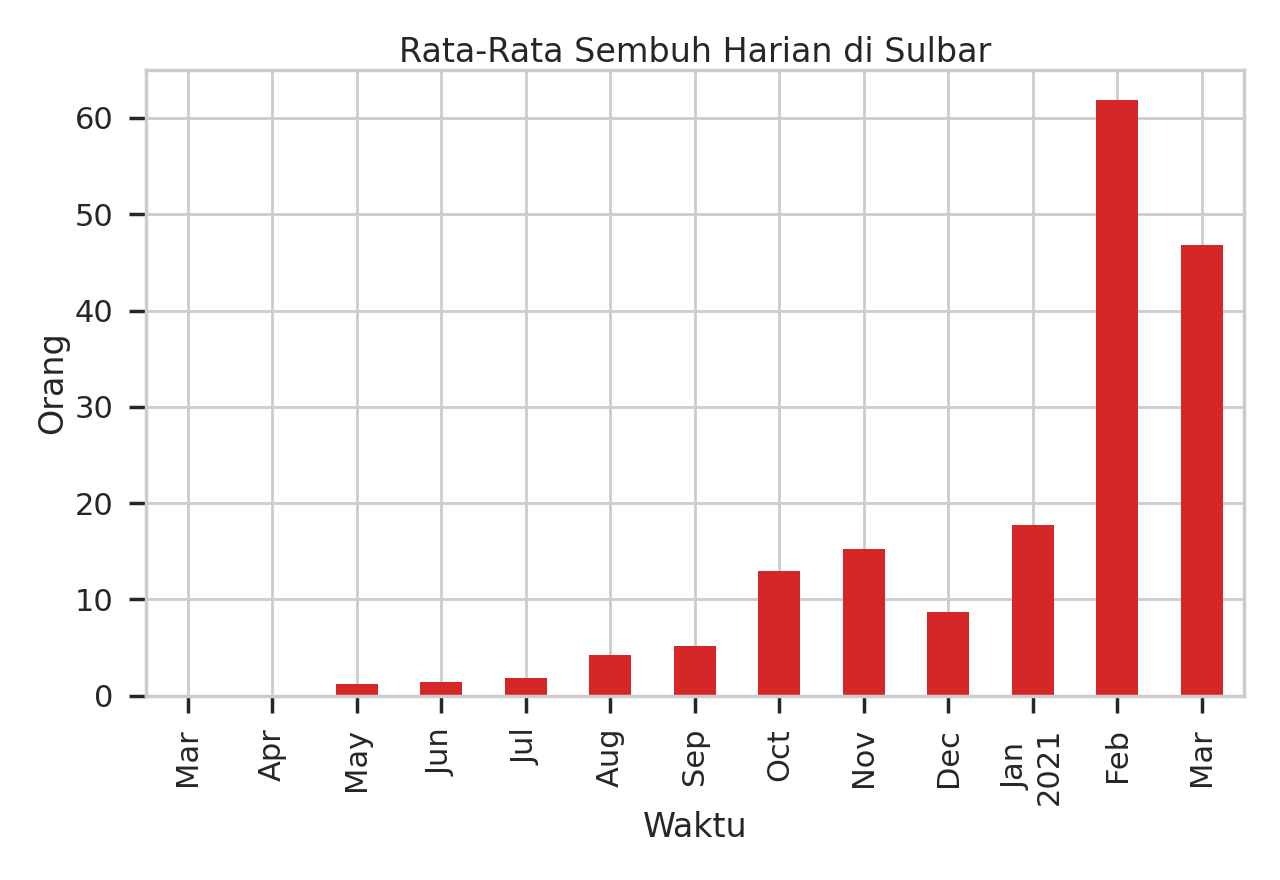 Rata-Rata Sembuh Harian di Sulbar
60
50
40
30
20
10
0
Orang
Mar
Apr
May
Jun
Jul
Aug
Sep
Oct
Nov
Dec
Jan
2021
Feb
Mar
Waktu